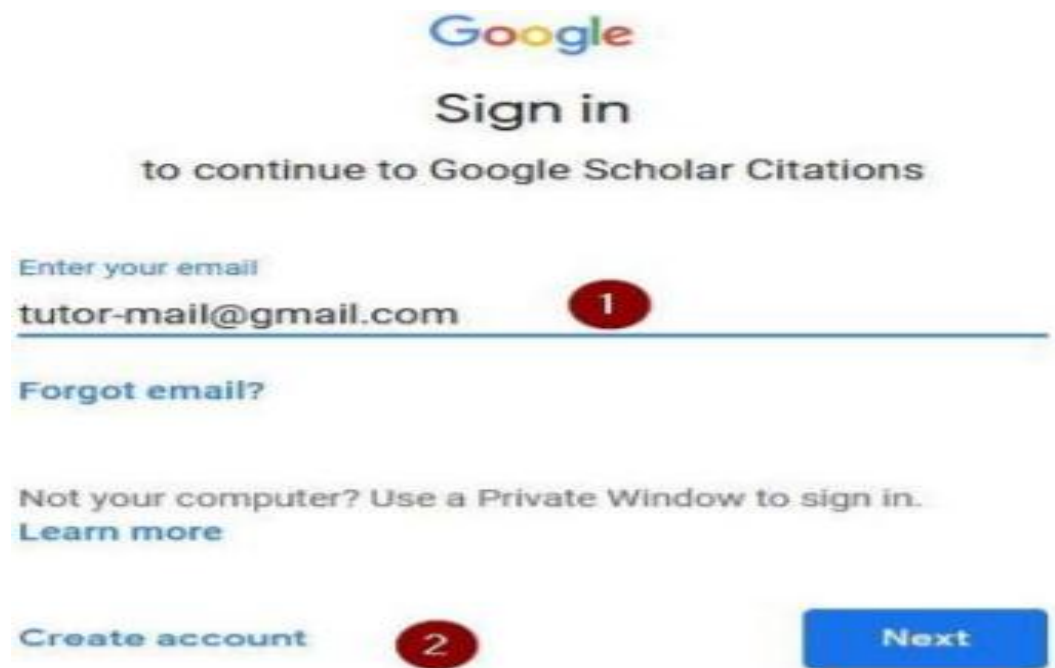 Google
Sign in
to continue to Google Scholar Citations
Enter your email
tutor-mail@gmail.com 1
Forgot email?
Not your computer? Use a Private Window to sign in.
Learn more
Create account 2 Next